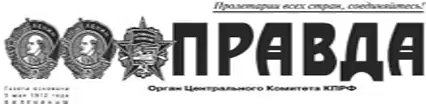 Пролетарии всех стран, соединяйтесь!
ПРАВДА
Газета основана
5 мая 1912 года
Орган Центрального Комитета КПРФ